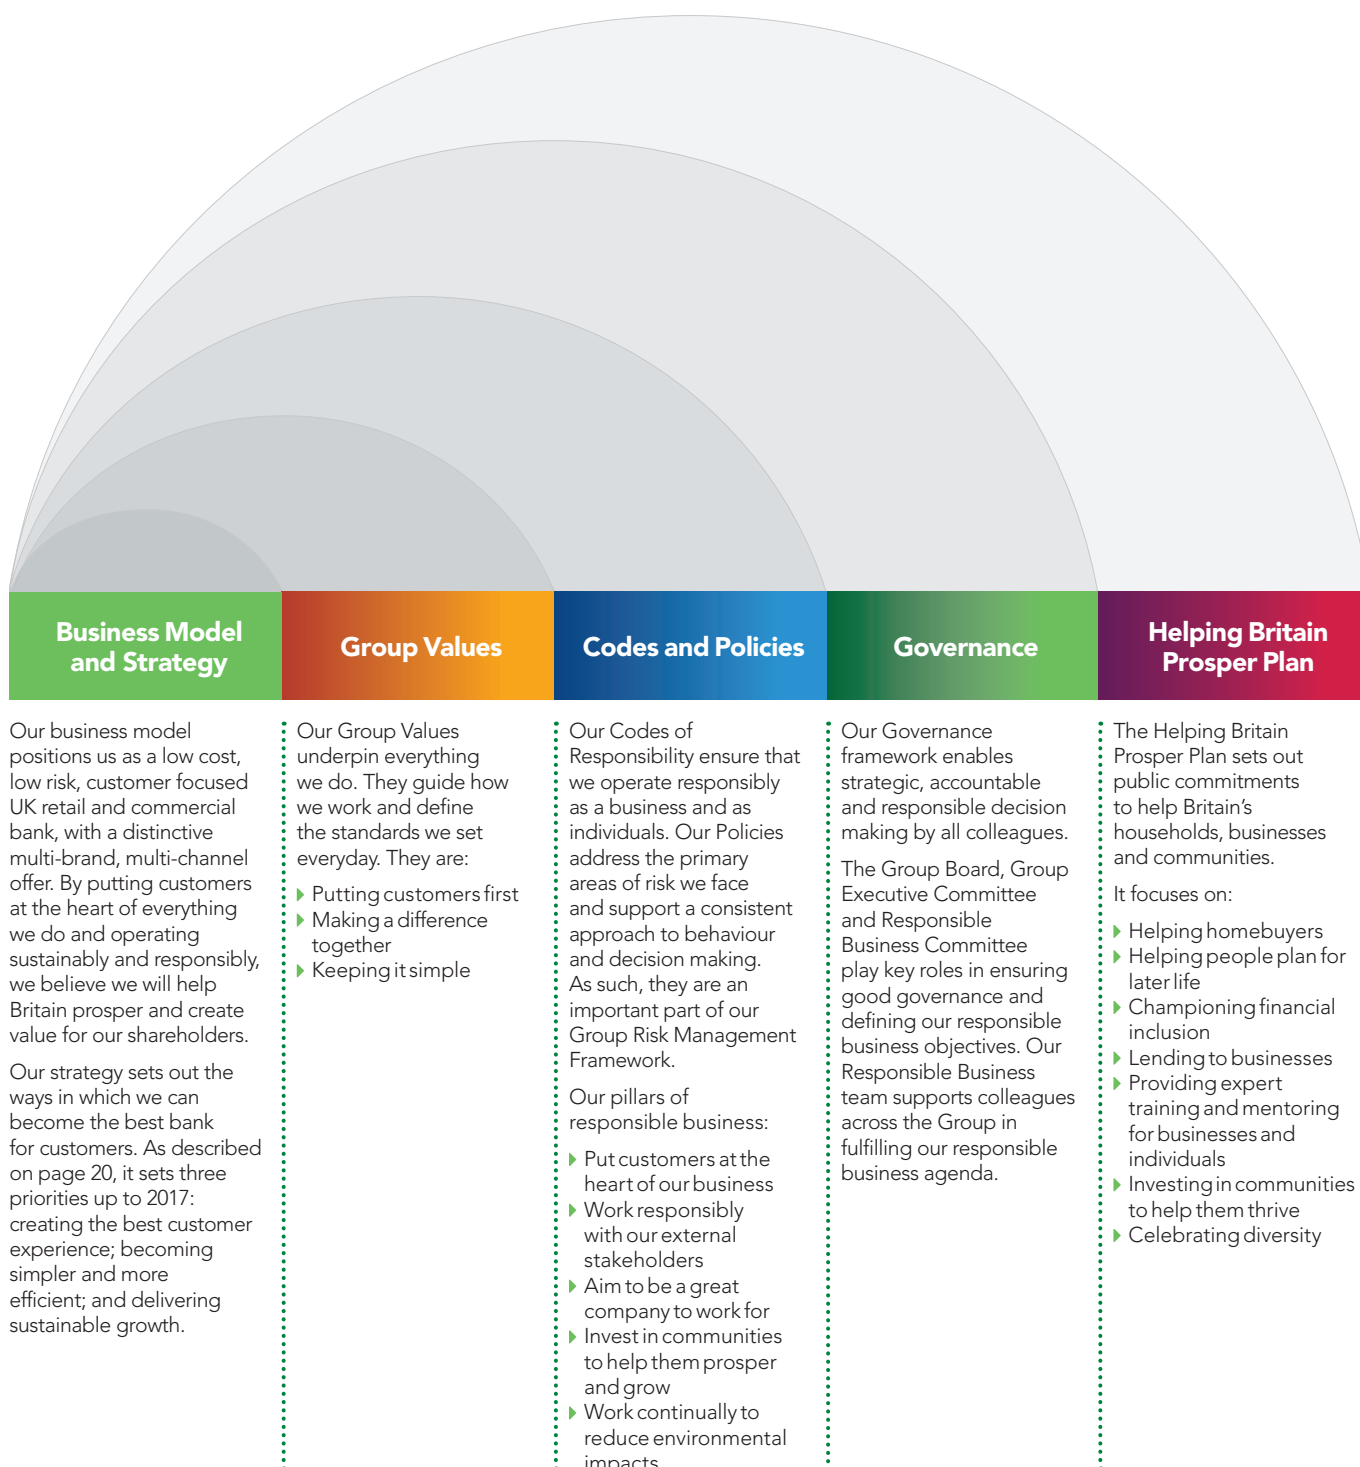 Business Model
and Strategy
Group Values
Codes and Policies
Governance
Helping Britain
Prosper Plan
Our business model
positions us as a low cost,
low risk, customer focused
UK retail and commercial
bank, with a distinctive
multi-brand, multi-channel
offer. By putting customers
at the heart of everything
we do and operating
sustainably and responsibly,
we believe we will help
Britain prosper and create
value for our shareholders.
Our strategy sets out the
ways in which we can
become the best bank
for customers. As described
on page 20, it sets three
priorities up to 2017:
creating the best customer
experience; becoming
simpler and more
efficient; and delivering
sustainable growth.
Our Group Values
underpin everything
we do. They guide how
we work and define
the standards we set
everyday. They are:
Putting customers first
Making a difference
together
Keeping it simple
Our Codes of
Responsibility ensure that
we operate responsibly
as a business and as
individuals. Our Policies
address the primary
areas of risk we face
and support a consistent
approach to behaviour
and decision making.
As such, they are an
important part of our
Group Risk Management
Framework.
Our pillars of
responsible business:
Put customers at the
heart of our business
Work responsibly
with our external
stakeholders
Aim to be a great
company to work for
Invest in communities
to help them prosper
and grow
Work continually to
reduce environmental
impacts
Our Governance
framework enables
strategic, accountable
and responsible decision
making by all colleagues.
The Group Board, Group
Executive Committee
and Responsible
Business Committee
play key roles in ensuring
good governance and
defining our responsible
business objectives. Our
Responsible Business
team supports colleagues
across the Group in
fulfilling our responsible
business agenda.
The Helping Britain
Prosper Plan sets out
public commitments
to help Britain's
households, businesses
and communities.
It focuses on:
Helping homebuyers
Helping people plan for
later life
Championing financial
inclusion
Lending to businesses
Providing expert
training and mentoring
for businesses and
individuals
Investing in communities
to help them thrive
Celebrating diversity